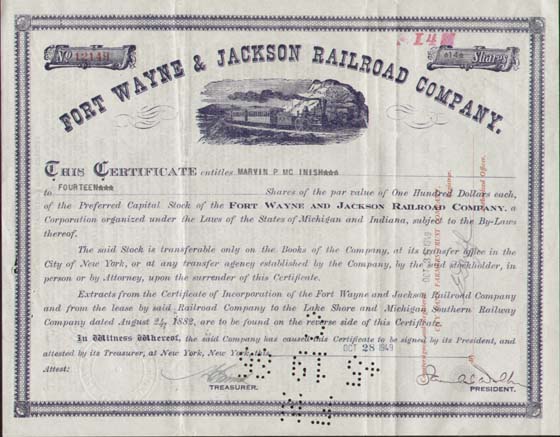 No 12149
14
*14* Shares
FORT WAYNE & JACKSON RAILROAD COMPANY.
THIS CERTIFICATE entitles MARVIN P. MC INISH***
to FOURTEEN*** Shares of the par value of One Hundred Dollars each,
of the Preferred Capital Stock of the FORT WAYNE AND JACKSON RAILROAD COMPANY, a
Corporation organized under the Laws of the States of Michigan and Indiana, subject to the By-Laws
thereof.
The said Stock is transferable only on the Books of the Company, at its transfer office in the
City of New York, or at any transfer agency established by the Company, by the said stockholder, in
person or by Attorney, upon the surrender of this Certificate.
Extracts from the Certificate of Incorporation of the Fort Wayne and Jackson Railroad Company
and from the lease by said Railroad Company to the Lake Shore and Michigan Southern Railway
Company dated August 24, 1882, are to be found on the reverse side of this Certificate.
In Witness Whereof, the said Company has caused this Certificate to be signed by its President, and
attested by its Treasurer, at New York, New York, this OCT 28 1949
Attest:
TREASURER.
PRESIDENT.